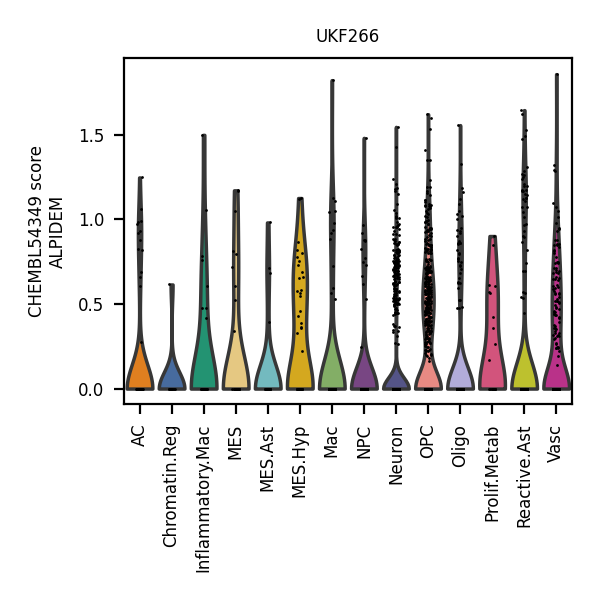 UKF266
CHEMBL54349 score
ALPIDEM
1.5
1.0
0.5
0.0
AC
Chromatin.Reg
Inflammatory.Mac
MES
MES.Ast
MES.Hyp
Mac
NPC
Neuron
OPC
Oligo
Prolif.Metab
Reactive.Ast
Vasc